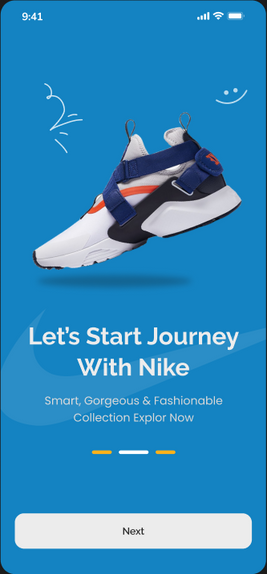 9:41
Let's Start Journey
With Nike
Smart, Gorgeous & Fashionable
Collection Explor Now
Next